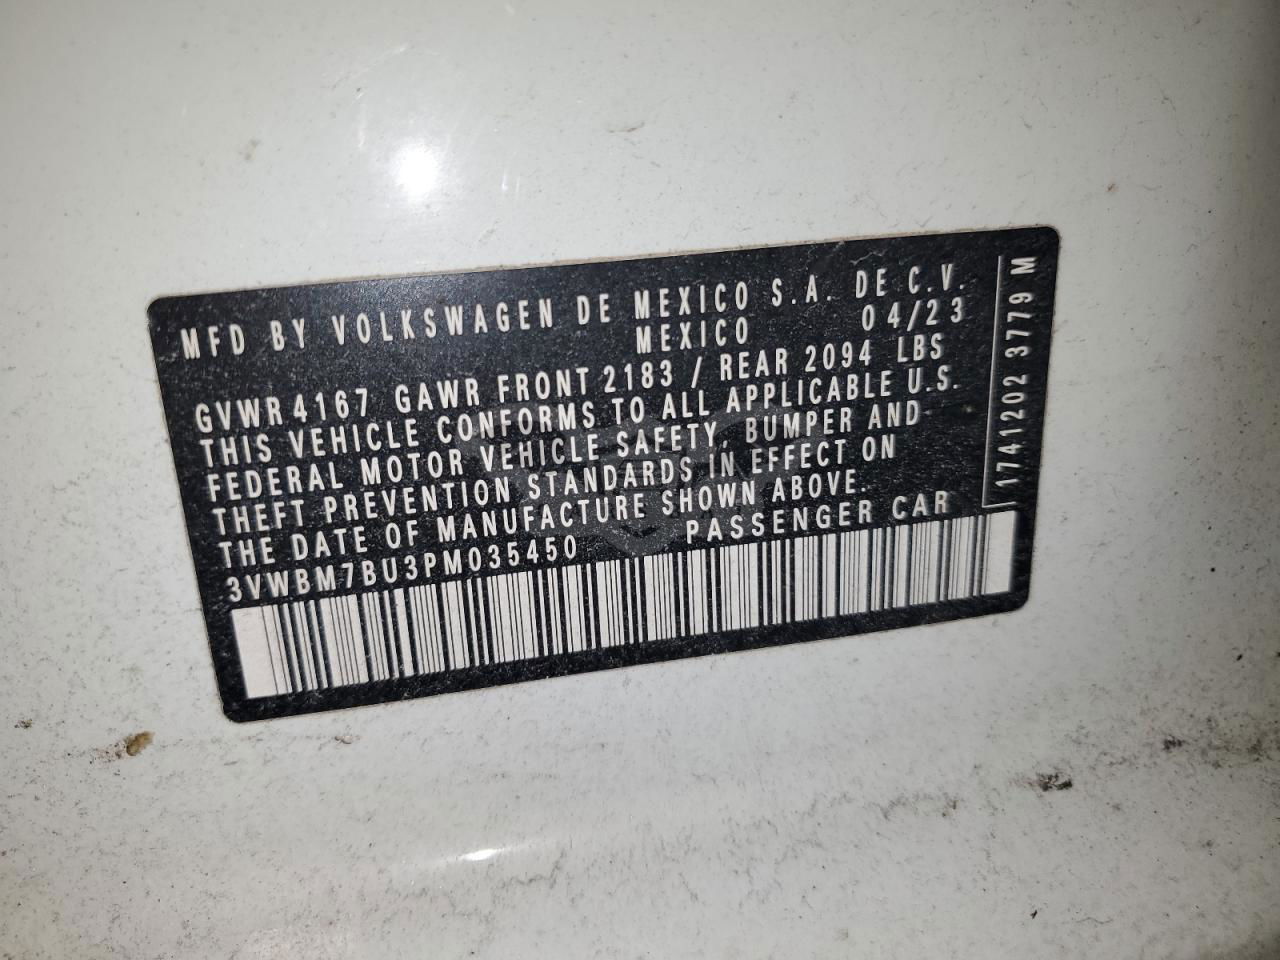 MFD BY VOLKSWAGEN DE MEXICO S.A. DE C.V.
MEXICO 04/23
GVWR 4167 GAWR FRONT 2183 / REAR 2094 LBS
THIS VEHICLE CONFORMS TO ALL APPLICABLE U.S.
FEDERAL MOTOR VEHICLE SAFETY, BUMPER AND
THEFT PREVENTION STANDARDS IN EFFECT ON
THE DATE OF MANUFACTURE SHOWN ABOVE.
3VWBM7BU3PM035450 PASSENGER CAR
1741202 3779 M